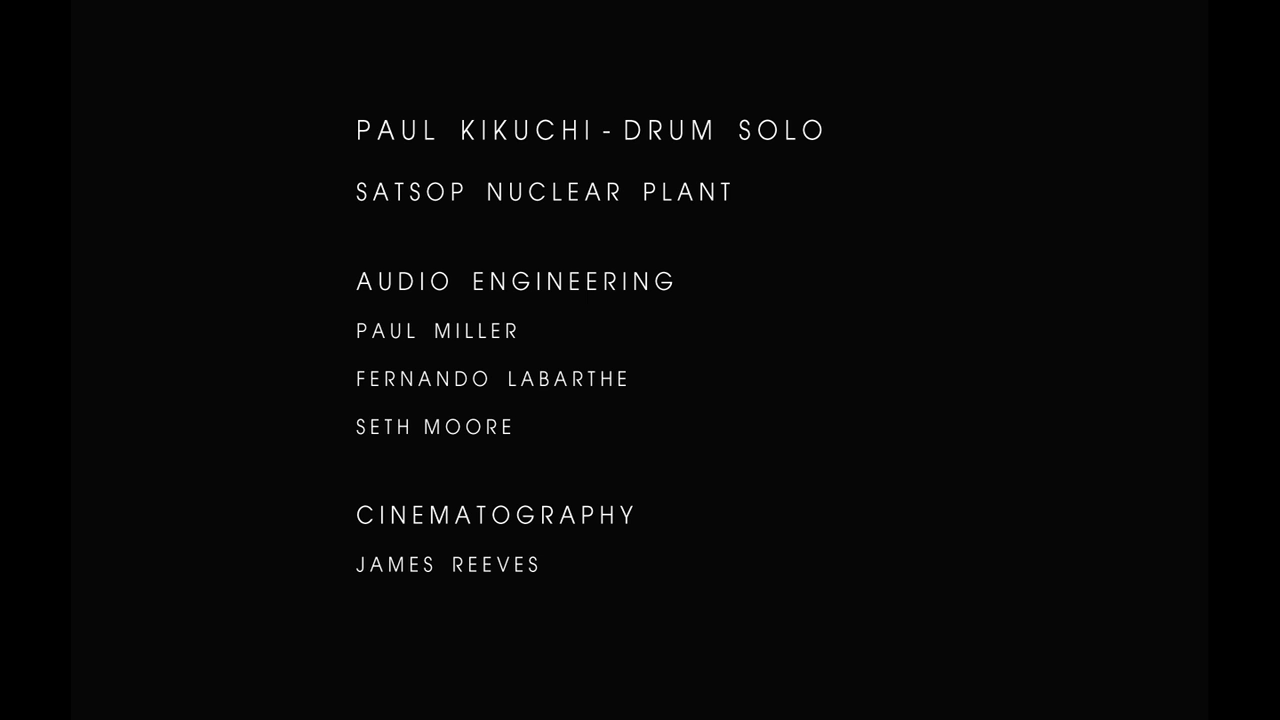 PAUL KIKUCHI - DRUM SOLO
SATSOP NUCLEAR PLANT
AUDIO ENGINEERING
PAUL MILLER
FERNANDO LABARTHE
SETH MOORE
CINEMATOGRAPHY
JAMES REEVES